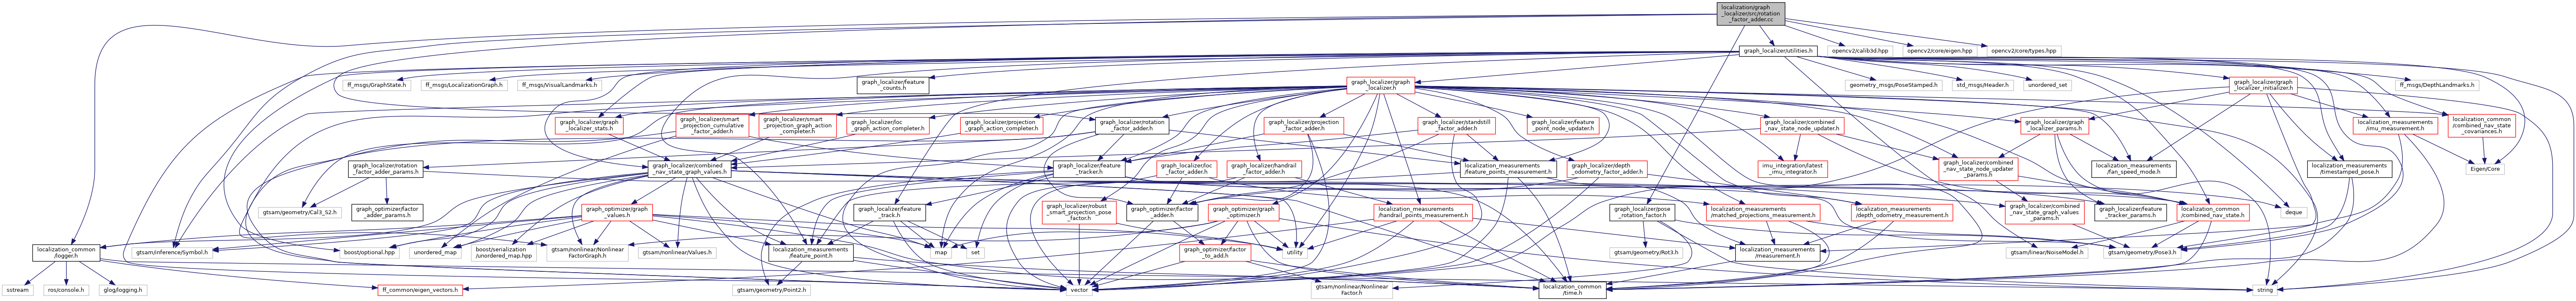 localization/graph
_localizer/src/rotation
_factor_adder.cc
graph_localizer/utilities.h
opencv2/calib3d.hpp
opencv2/core/eigen.hpp
opencv2/core/types.hpp
ff_msgs/GraphState.h
ff_msgs/LocalizationGraph.h
ff_msgs/VisualLandmarks.h
graph_localizer/feature
_counts.h
graph_localizer/graph
_localizer.h
geometry_msgs/PoseStamped.h
std_msgs/Header.h
unordered_set
graph_localizer/graph
_localizer_initializer.h
ff_msgs/DepthLandmarks.h
graph_localizer/graph
_localizer_stats.h
graph_localizer/smart
_projection_cumulative
_factor_adder.h
graph_localizer/smart
_projection_graph_action
_completer.h
graph_localizer/loc
_graph_action_completer.h
graph_localizer/rotation
_factor_adder.h
graph_localizer/projection
_graph_action_completer.h
graph_localizer/projection
_factor_adder.h
graph_localizer/standstill
_factor_adder.h
graph_localizer/feature
_point_node_updater.h
graph_localizer/combined
_nav_state_node_updater.h
graph_localizer/graph
_localizer_params.h
localization_measurements
/imu_measurement.h
localization_common
/combined_nav_state
_covariances.h
graph_localizer/rotation
_factor_adder_params.h
graph_localizer/combined
_nav_state_graph_values.h
graph_localizer/feature
_tracker.h
graph_localizer/loc
_factor_adder.h
graph_localizer/handrail
_factor_adder.h
localization_measurements
/feature_points_measurement.h
graph_localizer/depth
_odometry_factor_adder.h
imu_integration/latest
_imu_integrator.h
graph_localizer/combined
_nav_state_node_updater
_params.h
localization_measurements
/fan_speed_mode.h
localization_measurements
/timestamped_pose.h
Eigen/Core
gtsam/geometry/Cal3_S2.h
graph_optimizer/factor
_adder_params.h
graph_optimizer/graph
_values.h
graph_localizer/feature
_track.h
graph_localizer/robust
_smart_projection_pose
_factor.h
graph_optimizer/factor
_adder.h
graph_optimizer/graph
_optimizer.h
localization_measurements
/handrail_points_measurement.h
graph_localizer/pose
_rotation_factor.h
localization_measurements
/matched_projections_measurement.h
localization_measurements
/depth_odometry_measurement.h
graph_localizer/combined
_nav_state_graph_values
_params.h
graph_localizer/feature
_tracker_params.h
localization_common
/combined_nav_state.h
deque
localization_common
/logger.h
gtsam/inference/Symbol.h
boost/optional.hpp
unordered_map
boost/serialization
/unordered_map.hpp
gtsam/nonlinear/Nonlinear
FactorGraph.h
gtsam/nonlinear/Values.h
localization_measurements
/feature_point.h
map
set
graph_optimizer/factor
_to_add.h
utility
gtsam/geometry/Rot3.h
localization_measurements
/measurement.h
gtsam/linear/NoiseModel.h
gtsam/geometry/Pose3.h
sstream
ros/console.h
glog/logging.h
ff_common/eigen_vectors.h
gtsam/geometry/Point2.h
vector
gtsam/nonlinear/Nonlinear
Factor.h
localization_common
/time.h
string